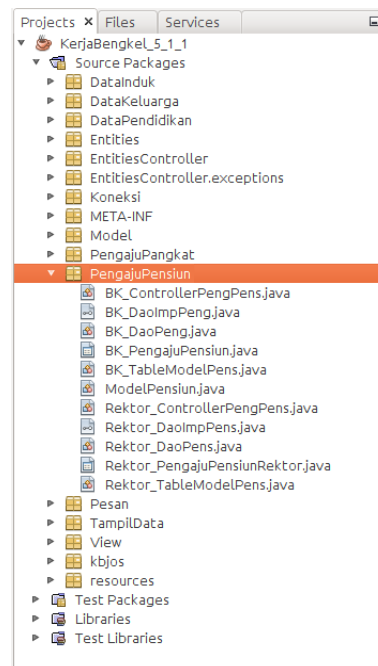 Projects × Files Services
KerjaBengkel_5_1_1
Source Packages
DataInduk
DataKeluarga
DataPendidikan
Entities
EntitiesController
EntitiesController.exceptions
Koneksi
META-INF
Model
PengajuPangkat
PengajuPensiun
BK_ControllerPengPens.java
BK_DaoImpPeng.java
BK_DaoPeng.java
BK_PengajuPensiun.java
BK_TableModelPens.java
ModelPensiun.java
Rektor_ControllerPengPens.java
Rektor_DaoImpPens.java
Rektor_DaoPens.java
Rektor_PengajuPensiunRektor.java
Rektor_TableModelPens.java
Pesan
TampilData
View
kbjos
resources
Test Packages
Libraries
Test Libraries